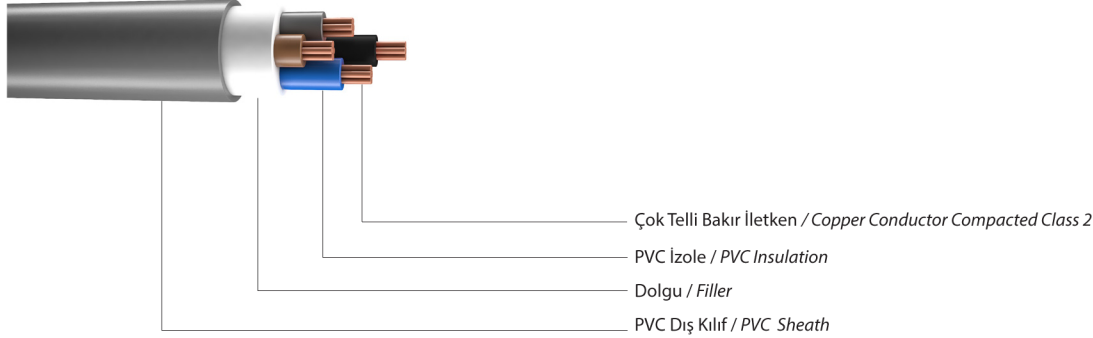 Çok Telli Bakır İletken / Copper Conductor Compacted Class 2
PVC İzole / PVC Insulation
Dolgu / Filler
PVC Dış Kılıf / PVC Sheath